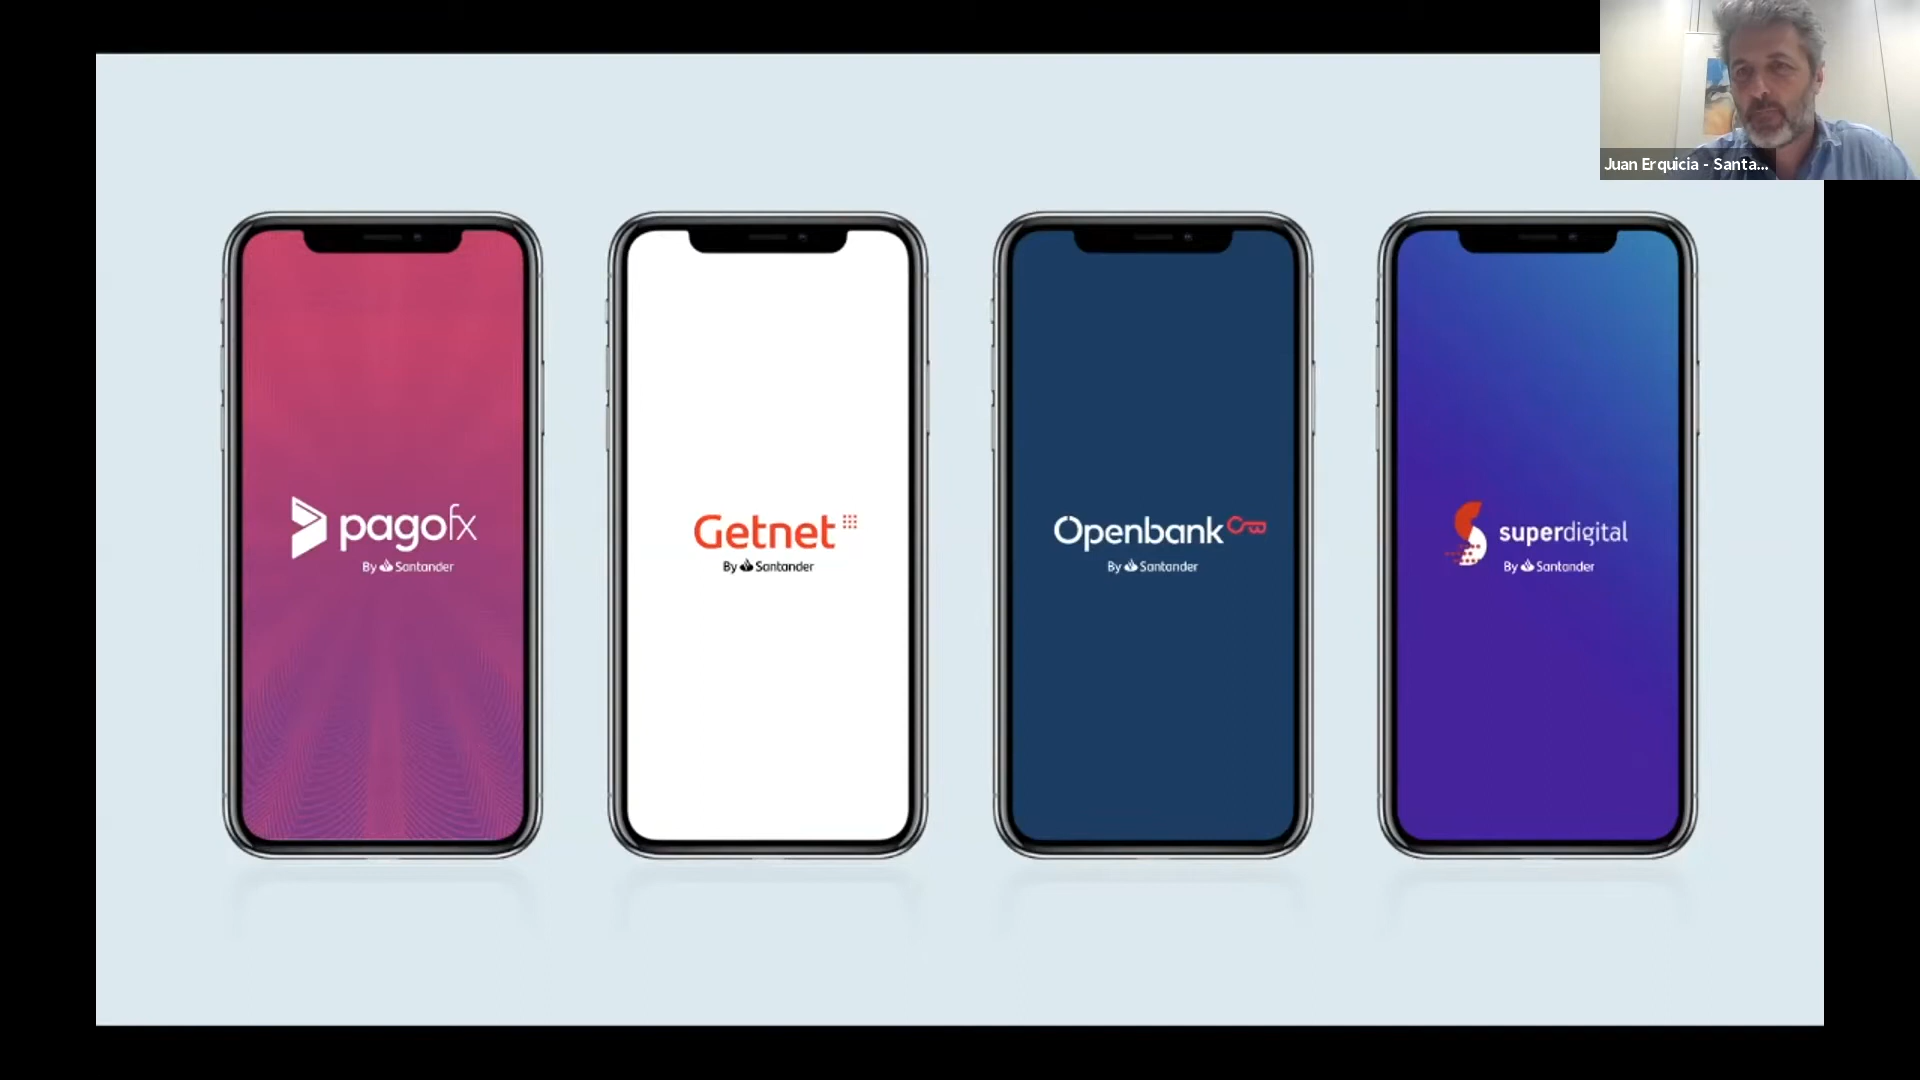 Juan Erquicia - Santa...
pagofx
By Santander
Getnet
By Santander
Openbank
By Santander
superdigital
By Santander